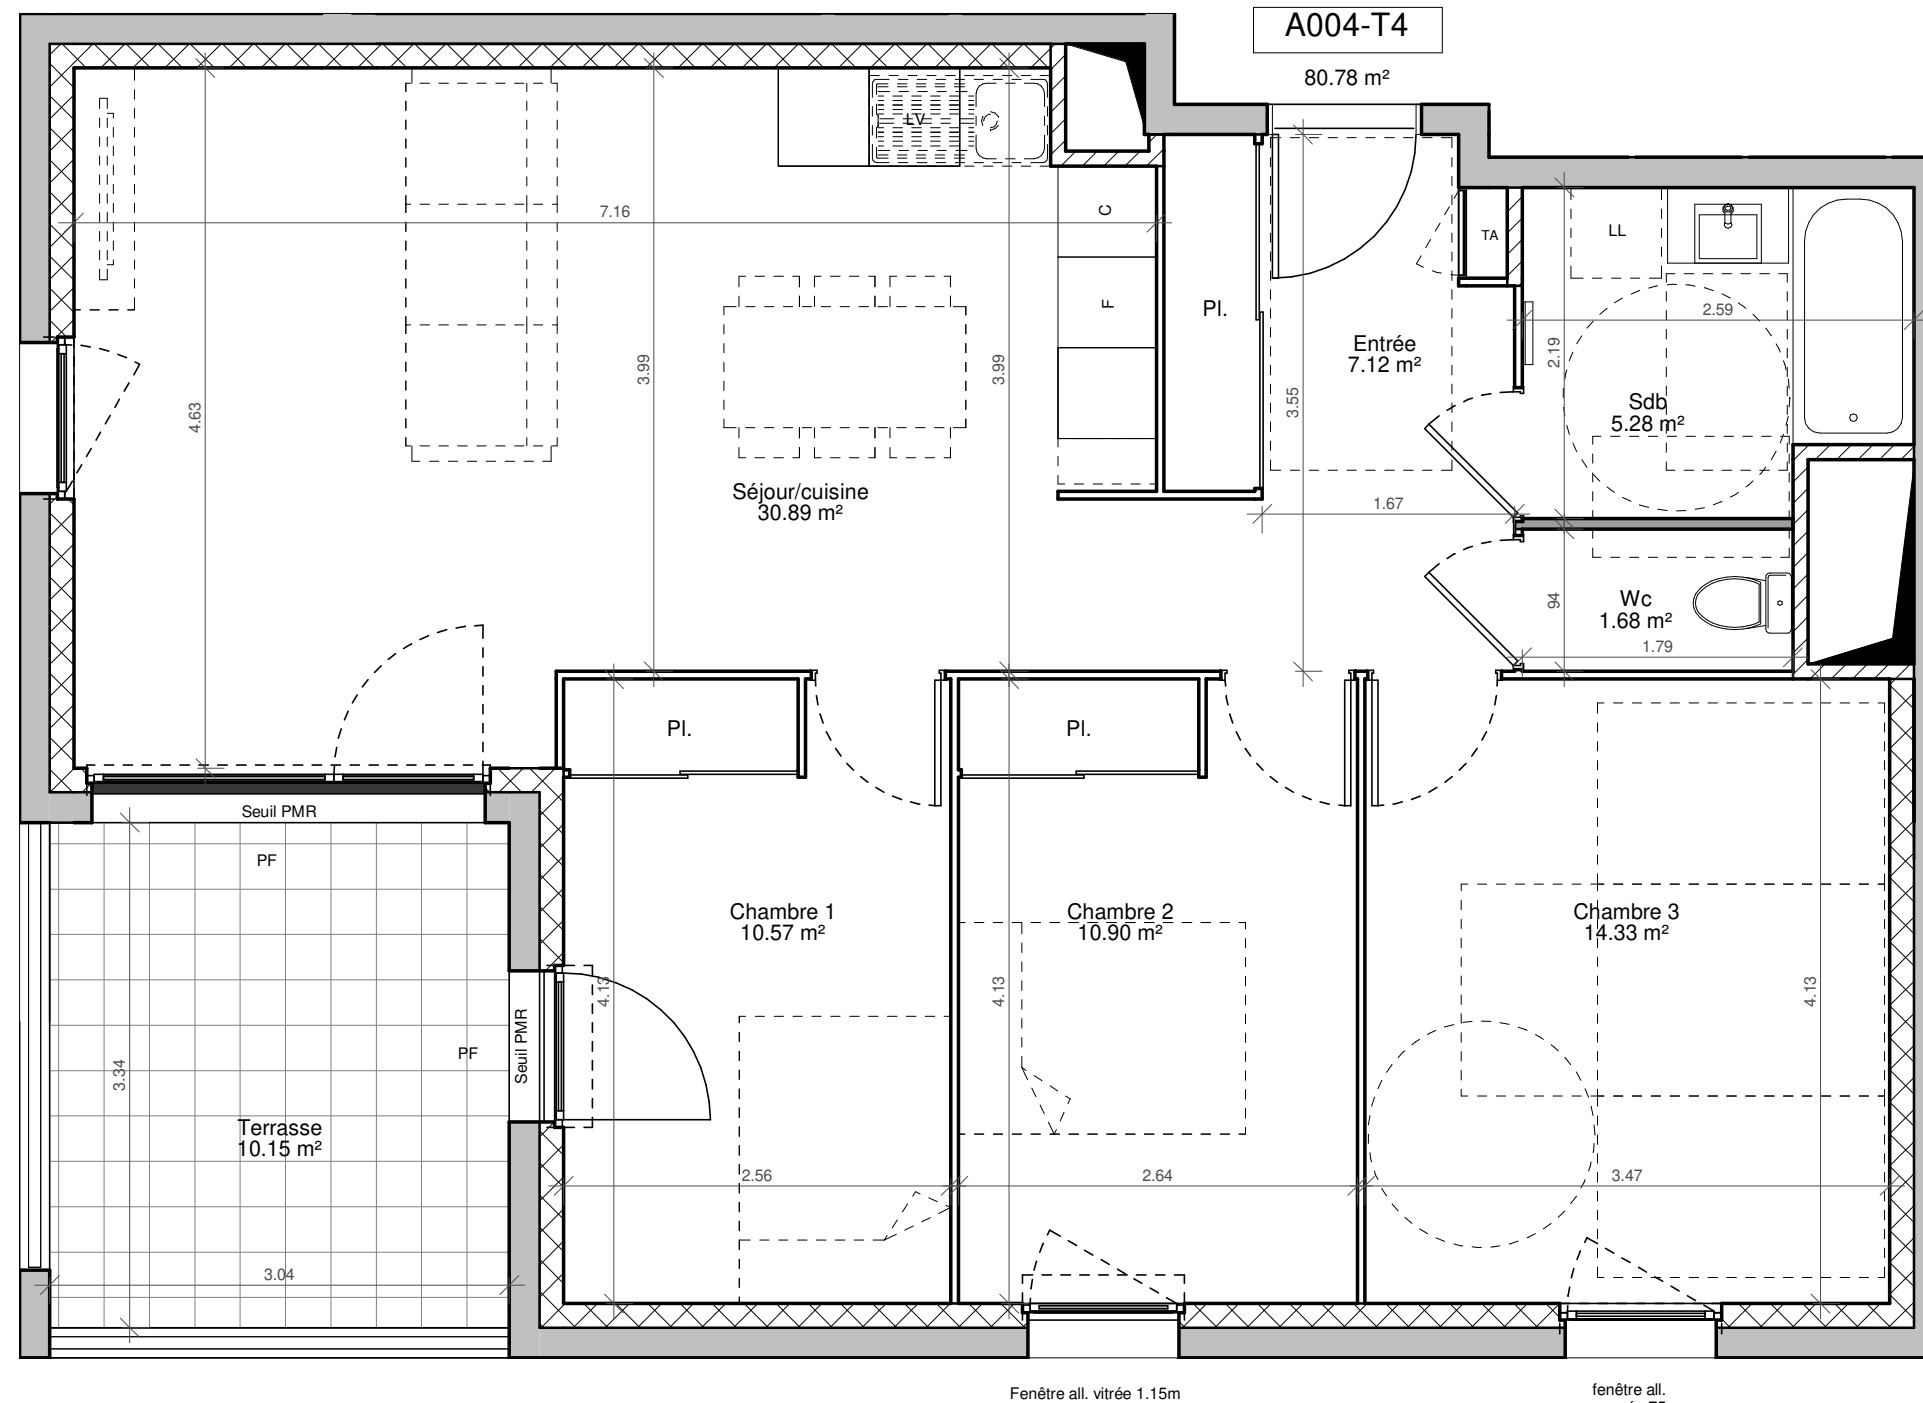 A004-T4
80.78 m²
LV
7.16
C
TA
LL
F
Pl.
2.59
Entrée
7.12 m²
2.19
3.99
3.99
4.63
3.55
Sdb
5.28 m²
Séjour/cuisine
30.89 m²
1.67
94
Wc
1.68 m²
1.79
Pl.
Pl.
Seuil PMR
PF
Chambre 1
10.57 m²
Chambre 2
10.90 m²
Chambre 3
14.33 m²
4.13
4.13
4.13
Seuil PMR
PF
3.34
Terrasse
10.15 m²
2.56
2.64
3.47
3.04
Fenêtre all. vitrée 1.15m
fenêtre all.